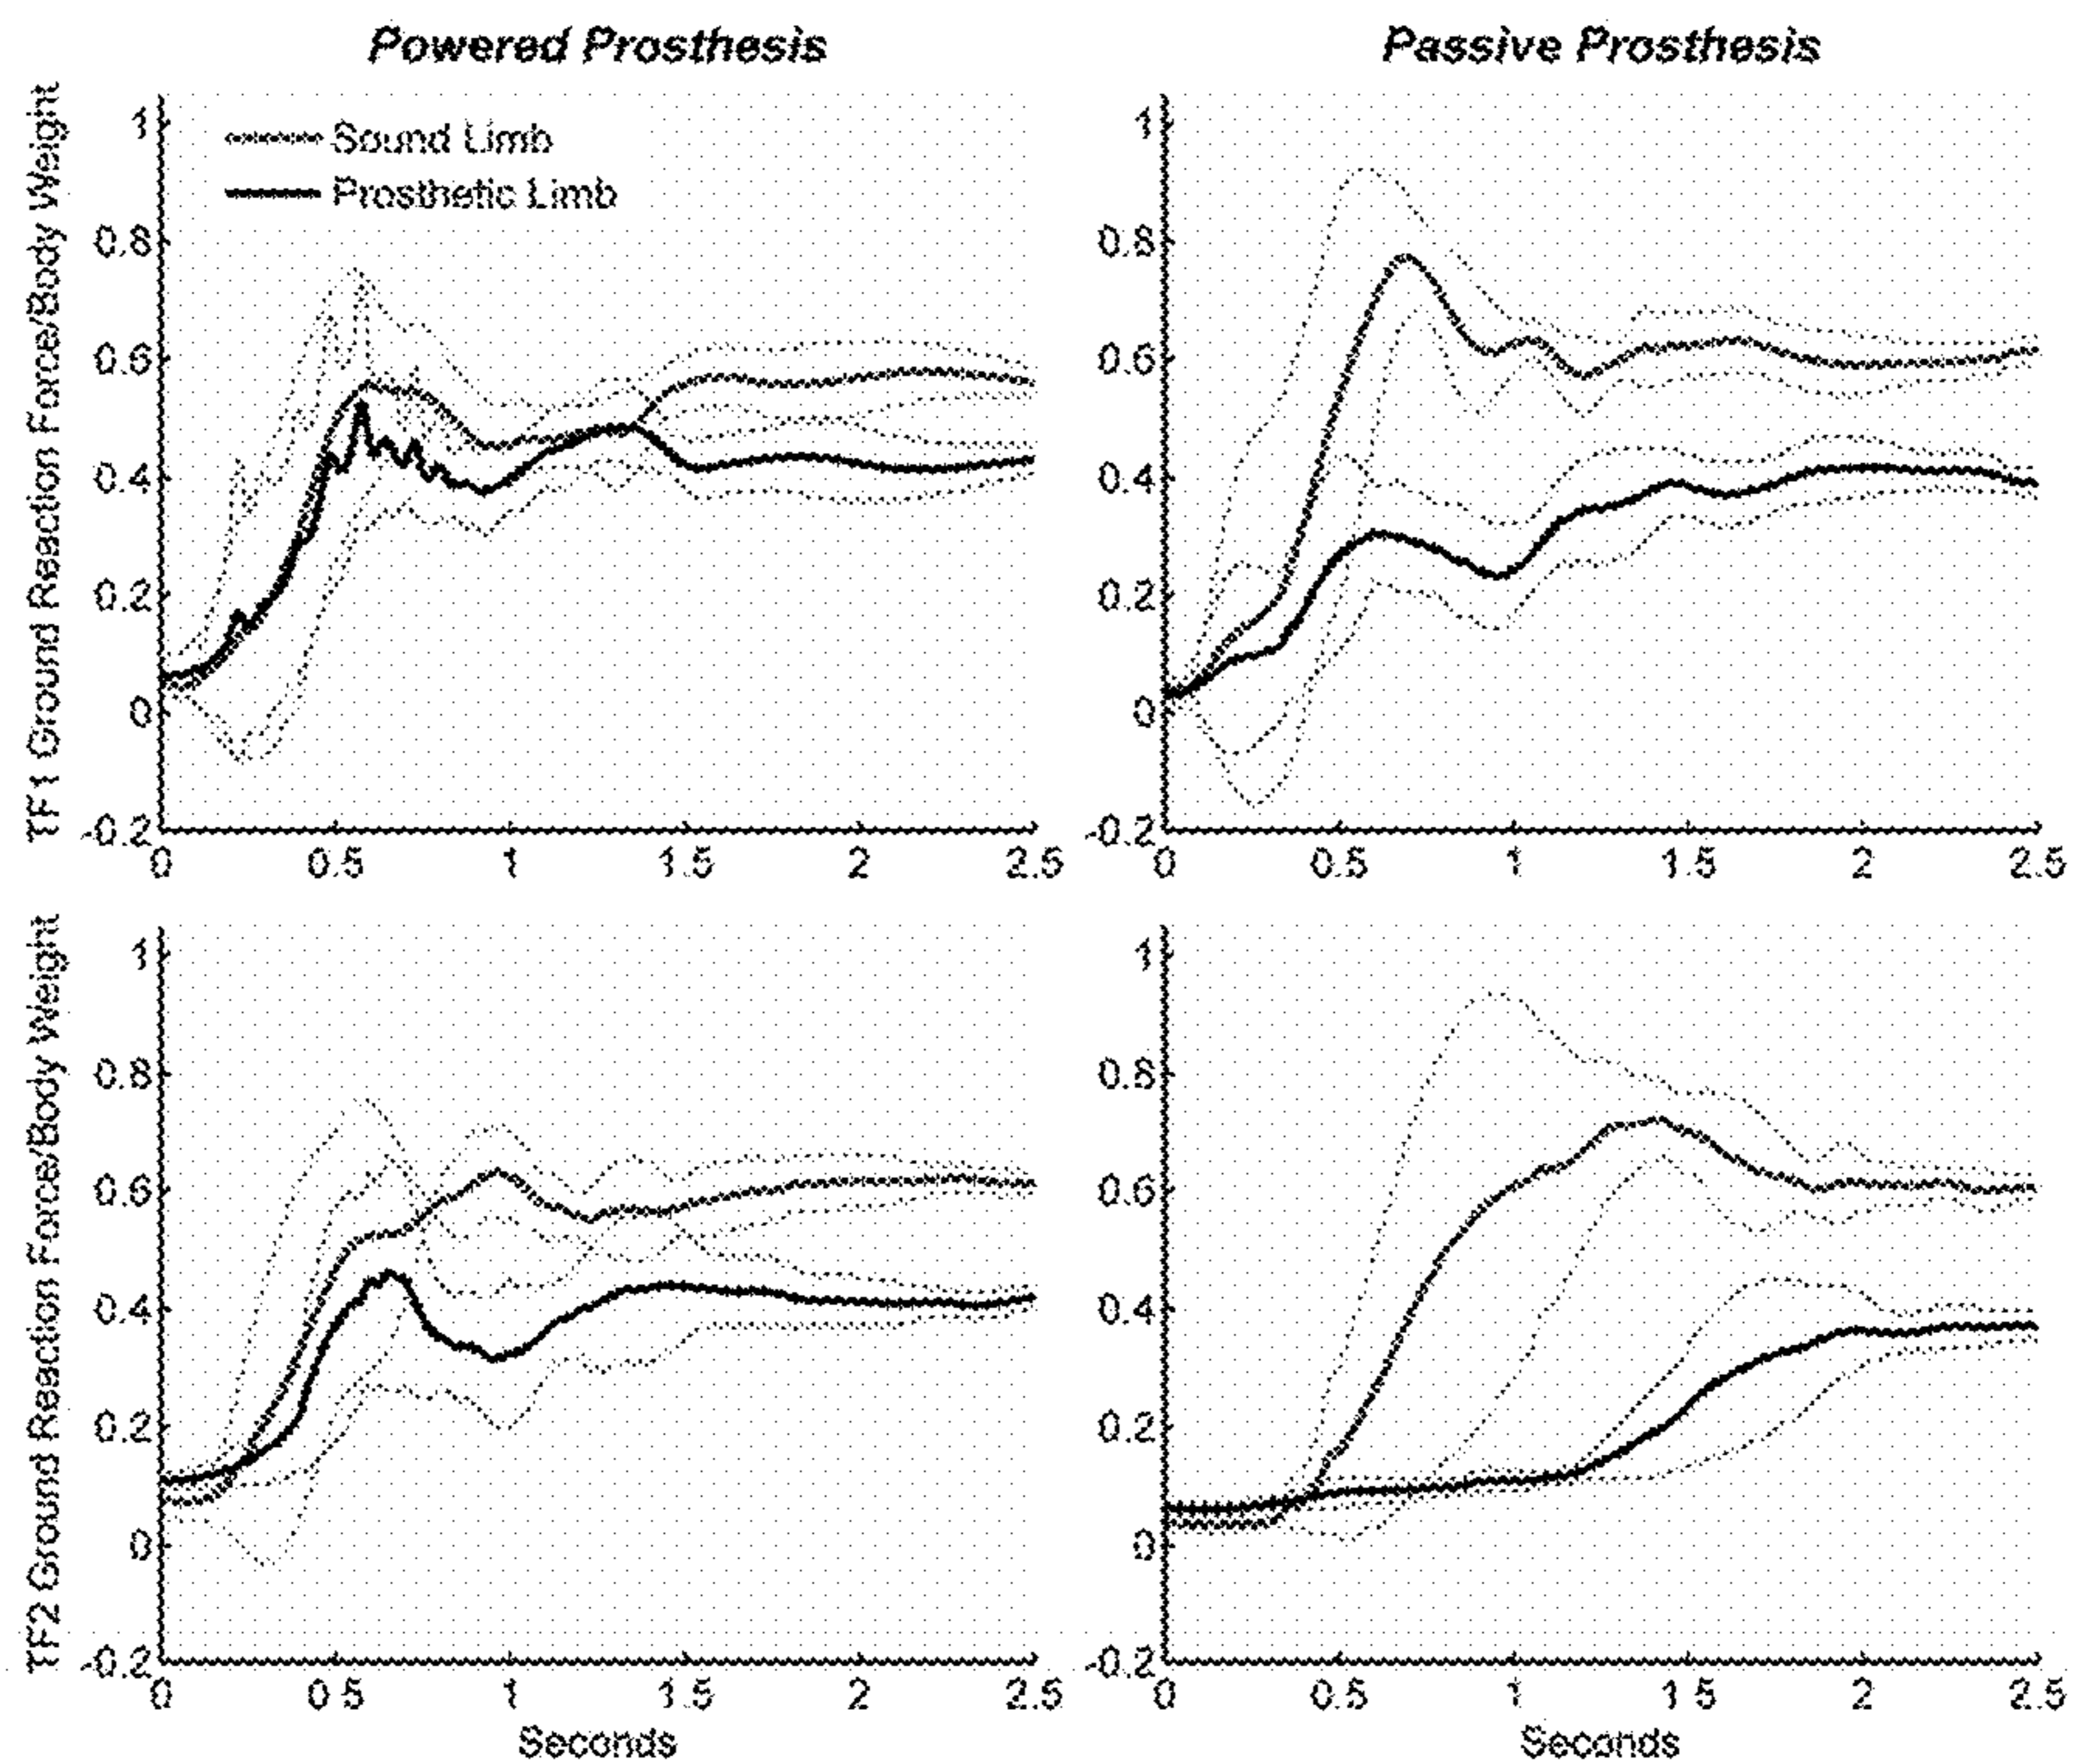 Powered Prosthesis
Passive Prosthesis
TF1 Ground Reaction Force/Body Weight
1
0.8
0.6
0.4
0.2
0
-0.2
Sound Limb
Prosthetic Limb
0 0.5 1 1.5 2 2.5
1
0.8
0.6
0.4
0.2
0
-0.2
0 0.5 1 1.5 2 2.5
TF2 Ground Reaction Force/Body Weight
1
0.8
0.6
0.4
0.2
0
-0.2
0 0.5 1 1.5 2 2.5
Seconds
1
0.8
0.6
0.4
0.2
0
-0.2
0 0.5 1 1.5 2 2.5
Seconds